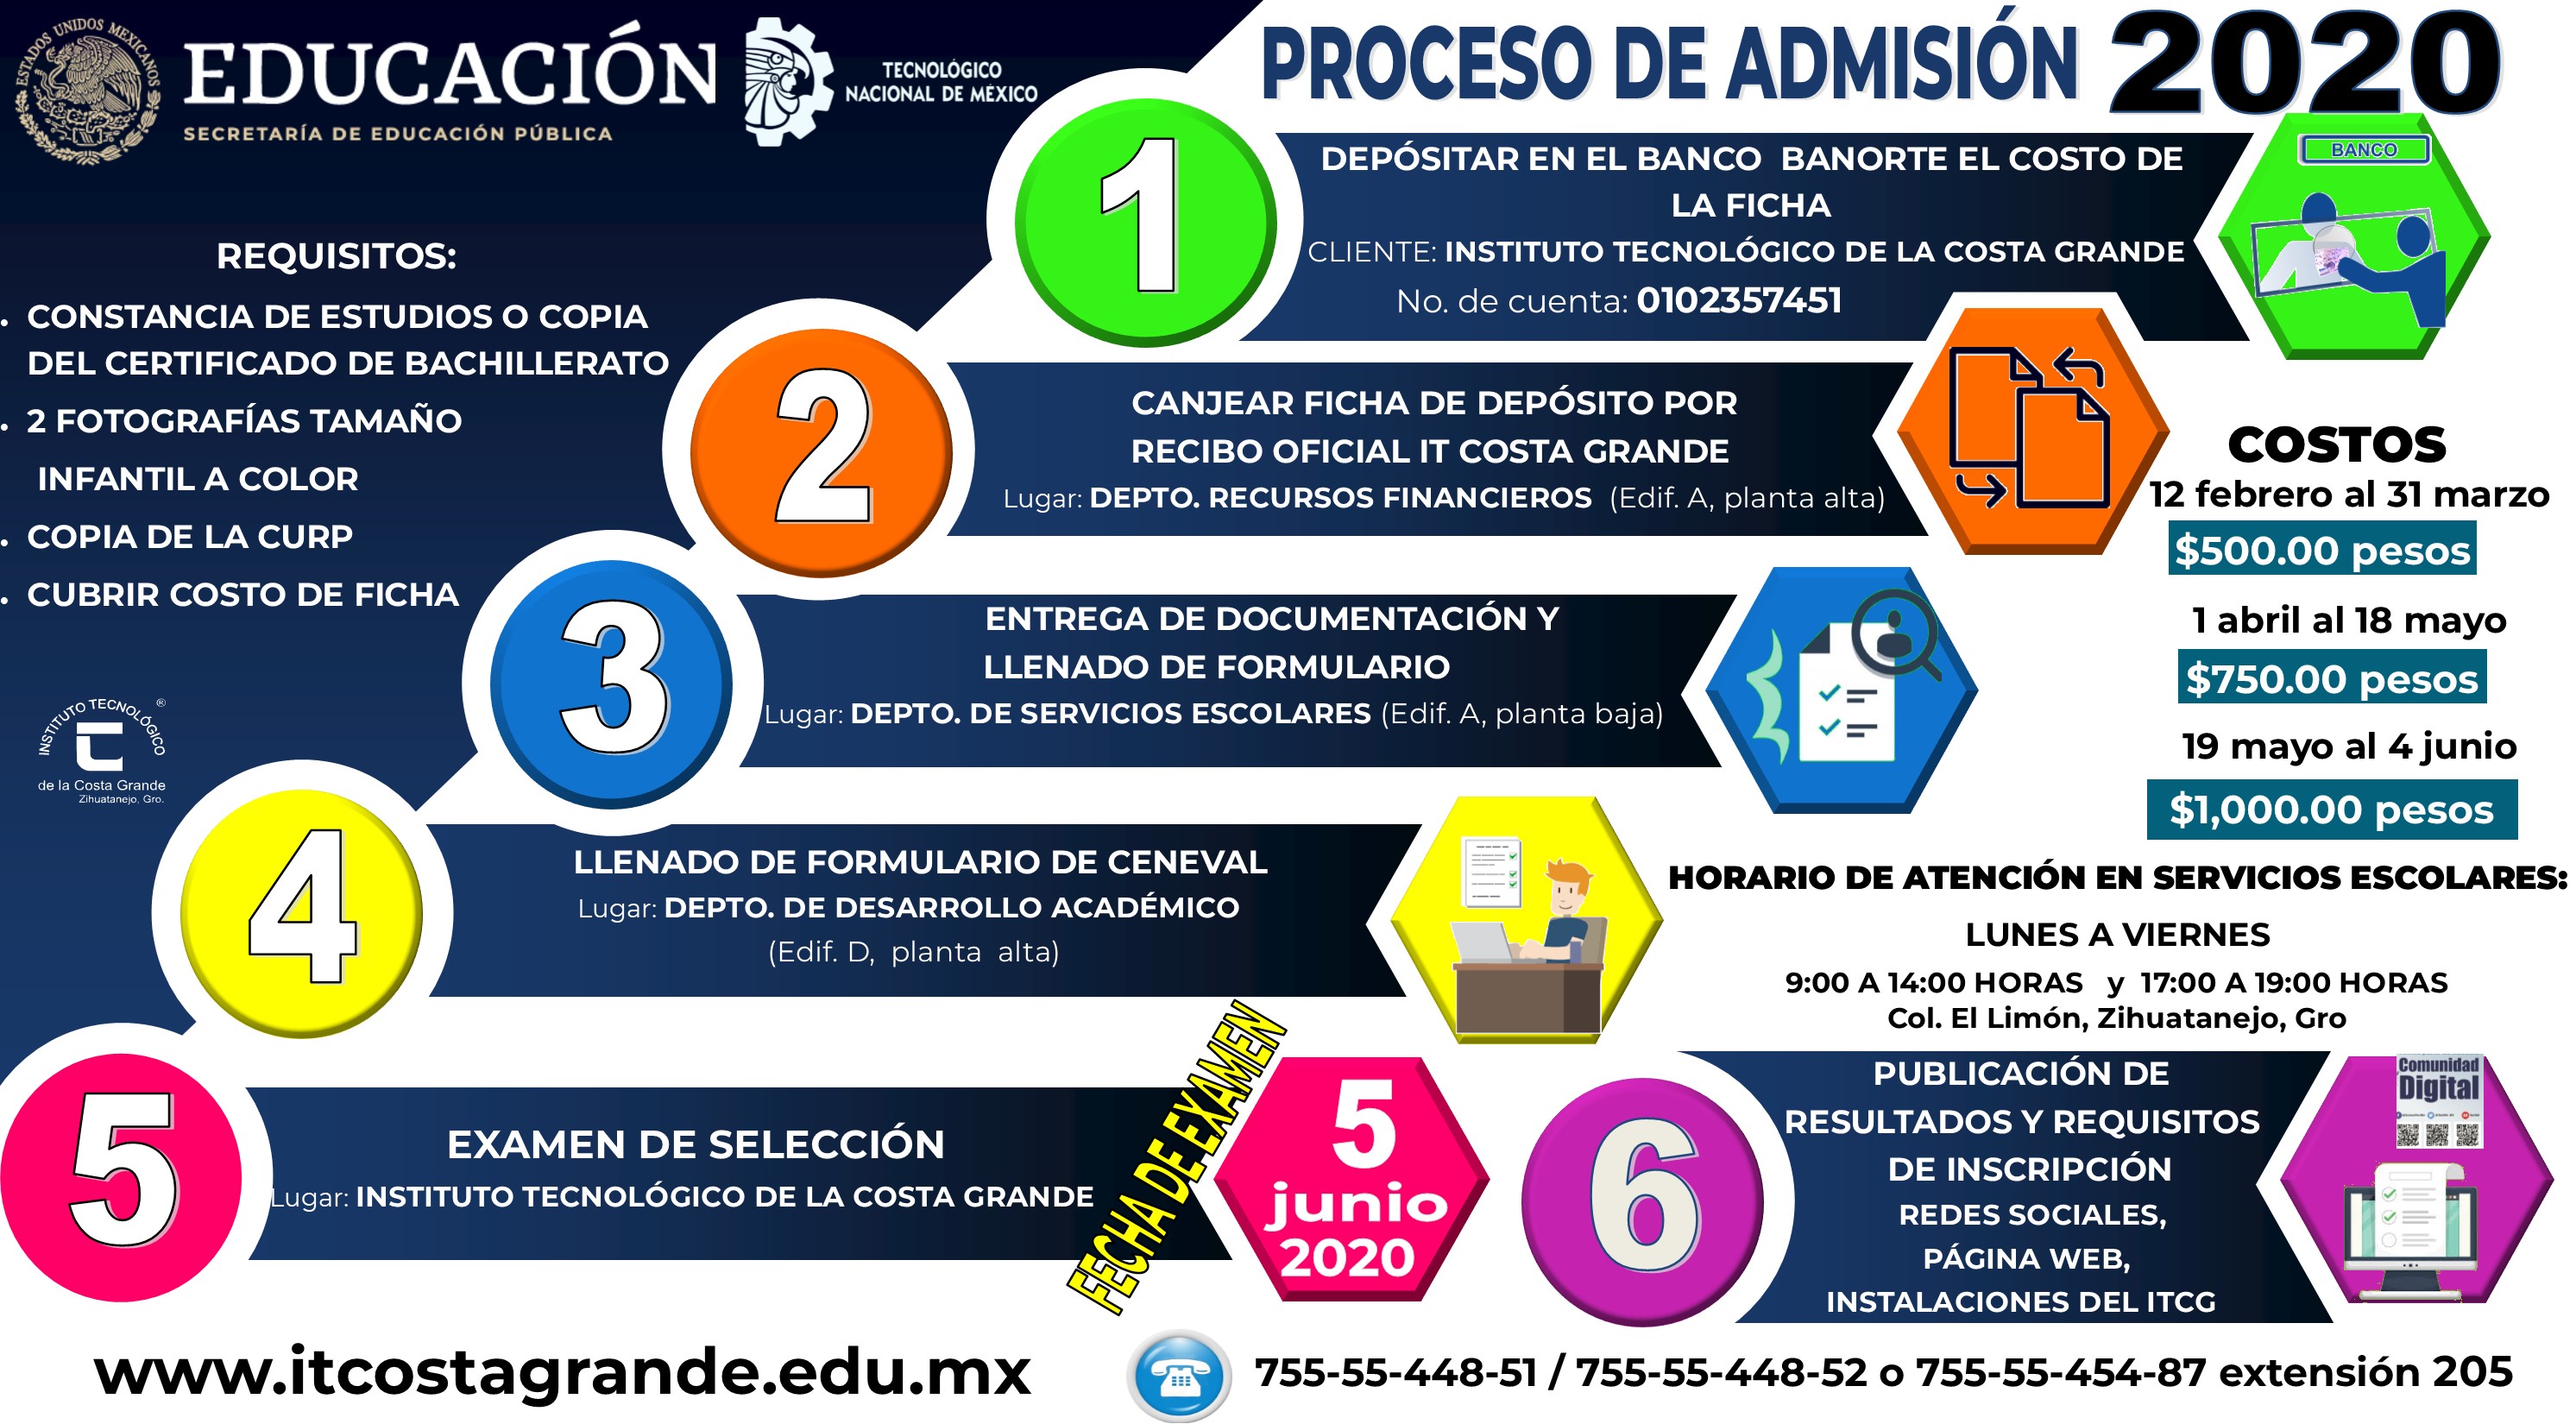 ESTADOS UNIDOS MEXICANOS
EDUCACIÓN
SECRETARÍA DE EDUCACIÓN PÚBLICA
TECNOLÓGICO
NACIONAL DE MÉXICO
PROCESO DE ADMISIÓN 2020
REQUISITOS:
• CONSTANCIA DE ESTUDIOS O COPIA
DEL CERTIFICADO DE BACHILLERATO
• 2 FOTOGRAFÍAS TAMAÑO
INFANTIL A COLOR
• COPIA DE LA CURP
• CUBRIR COSTO DE FICHA
INSTITUTO TECNOLÓGICO ®
de la Costa Grande
Zihuatanejo, Gro.
1
DEPÓSITAR EN EL BANCO BANORTE EL COSTO DE
LA FICHA
CLIENTE: INSTITUTO TECNOLÓGICO DE LA COSTA GRANDE
No. de cuenta: 0102357451
BANCO
2
CANJEAR FICHA DE DEPÓSITO POR
RECIBO OFICIAL IT COSTA GRANDE
Lugar: DEPTO. RECURSOS FINANCIEROS (Edif. A, planta alta)
3
ENTREGA DE DOCUMENTACIÓN Y
LLENADO DE FORMULARIO
Lugar: DEPTO. DE SERVICIOS ESCOLARES (Edif. A, planta baja)
4
LLENADO DE FORMULARIO DE CENEVAL
Lugar: DEPTO. DE DESARROLLO ACADÉMICO
(Edif. D, planta alta)
5
EXAMEN DE SELECCIÓN
Lugar: INSTITUTO TECNOLÓGICO DE LA COSTA GRANDE
FECHA DE EXAMEN
5
junio
2020
COSTOS
12 febrero al 31 marzo
$500.00 pesos
1 abril al 18 mayo
$750.00 pesos
19 mayo al 4 junio
$1,000.00 pesos
HORARIO DE ATENCIÓN EN SERVICIOS ESCOLARES:
LUNES A VIERNES
9:00 A 14:00 HORAS y 17:00 A 19:00 HORAS
Col. El Limón, Zihuatanejo, Gro
6
PUBLICACIÓN DE
RESULTADOS Y REQUISITOS
DE INSCRIPCIÓN
REDES SOCIALES,
PÁGINA WEB,
INSTALACIONES DEL ITCG
Comunidad
Digital
www.itcostagrande.edu.mx
755-55-448-51 / 755-55-448-52 o 755-55-454-87 extensión 205